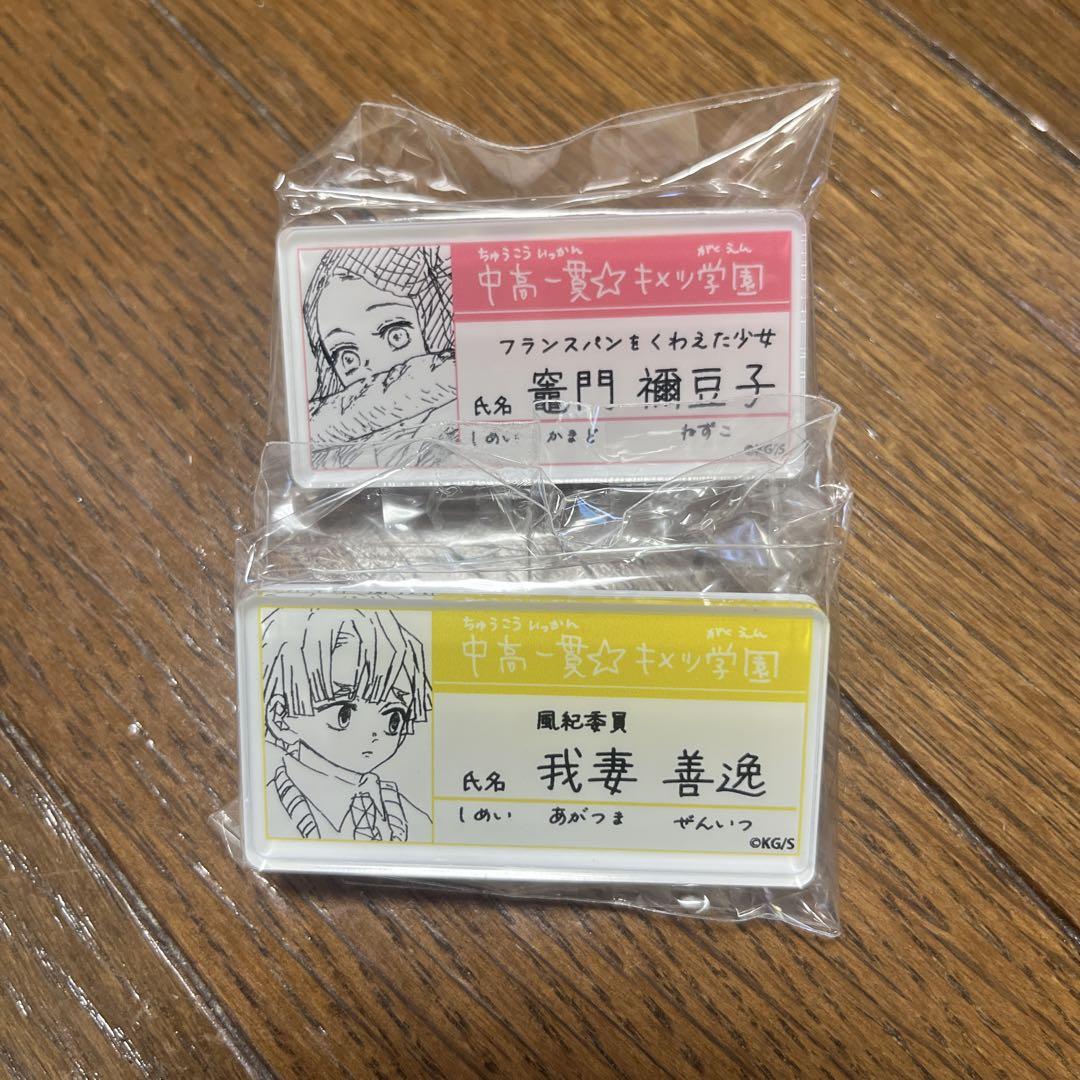 ちゅうこう いっかん がくえん
中高一貫☆キメツ学園
フランスパンをくわえた少女
氏名 竈門 禰豆子
しめい かまど ねずこ
©KG/S
ちゅうこう いっかん がくえん
中高一貫☆キメツ学園
風紀委員
氏名 我妻 善逸
しめい あがつま ぜんいつ
©KG/S